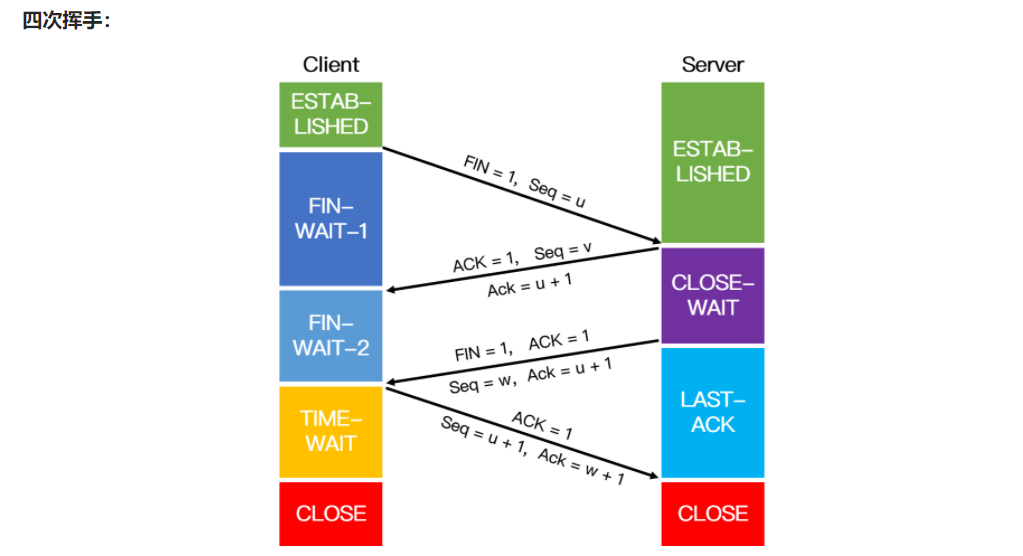 四次挥手：
Client
Server
ESTAB–
LISHED
ESTAB–
LISHED
FIN = 1, Seq = u
FIN–
WAIT–1
ACK = 1, Seq = v
Ack = u + 1
CLOSE–
WAIT
FIN–
WAIT–2
FIN = 1, ACK = 1
Seq = w, Ack = u + 1
LAST–
ACK
TIME–
WAIT
ACK = 1
Seq = u + 1, Ack = w + 1
CLOSE
CLOSE